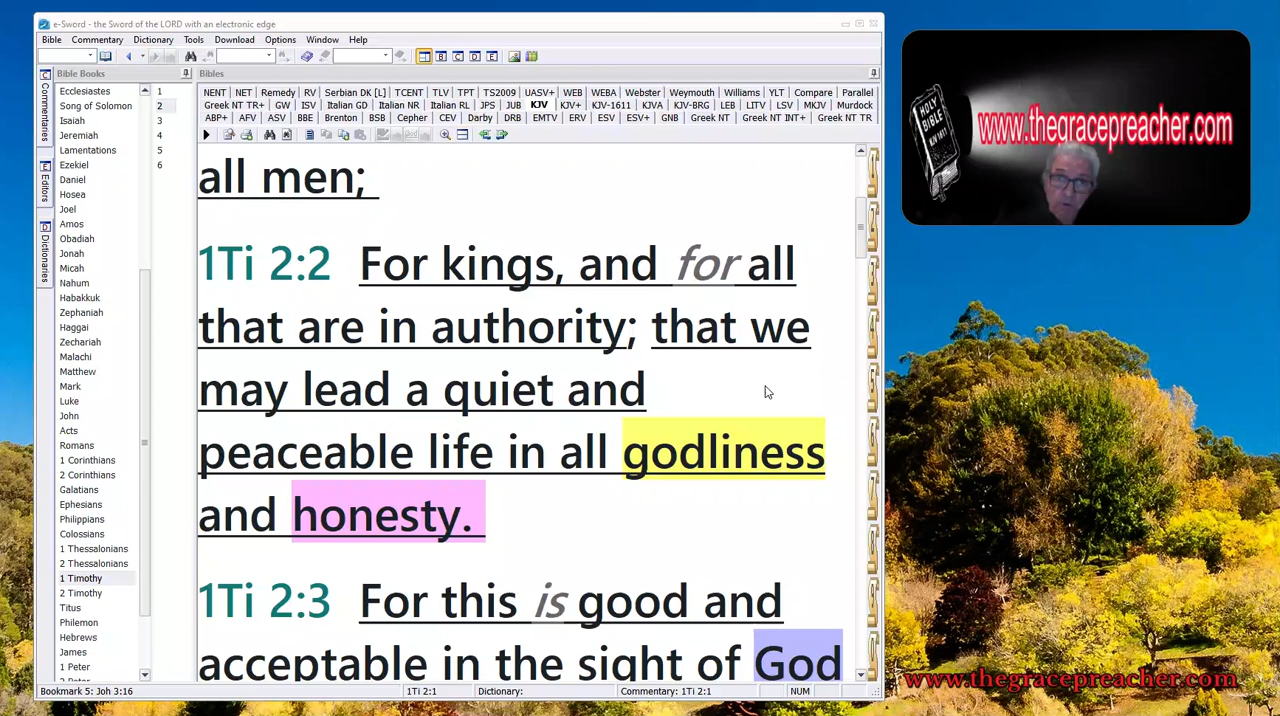 e-Sword - the Sword of the LORD with an electronic edge
Bible Commentary Dictionary Tools Download Options Window Help
B C D E
Bible Books
Bibles
Commentaries
Editors
Dictionaries
Ecclesiastes
Song of Solomon
Isaiah
Jeremiah
Lamentations
Ezekiel
Daniel
Hosea
Joel
Amos
Obadiah
Jonah
Micah
Nahum
Habakkuk
Zephaniah
Haggai
Zechariah
Malachi
Matthew
Mark
Luke
John
Acts
Romans
1 Corinthians
2 Corinthians
Galatians
Ephesians
Philippians
Colossians
1 Thessalonians
2 Thessalonians
1 Timothy
2 Timothy
Titus
Philemon
Hebrews
James
1 Peter
1
2
3
4
5
6
NENT NET Remedy RV Serbian DK [L] TCENT TLV TPT TS2009 UASV+ WEB WEBA Webster Weymouth Williams YLT Compare Parallel
Greek NT TR+ GW ISV Italian GD Italian NR Italian RL JPS JUB KJV KJV+ KJV-1611 KJVA KJV-BRG LEB LITV LSV MKJV Murdock
ABP+ AFV ASV BBE Brenton BSB Cepher CEV Darby DRB EMTV ERV ESV ESV+ GNB Greek NT Greek NT INT+ Greek NT TR
all men;
1Ti 2:2 For kings, and for all
that are in authority; that we
may lead a quiet and
peaceable life in all godliness
and honesty.
1Ti 2:3 For this is good and
acceptable in the sight of God
Bookmark 5: Joh 3:16 1Ti 2:1 Dictionary: Commentary: 1Ti 2:1 NUM
HOLY
BIBLE
KJV 1611
www.thegracepreacher.com
www.thegracepreacher.com